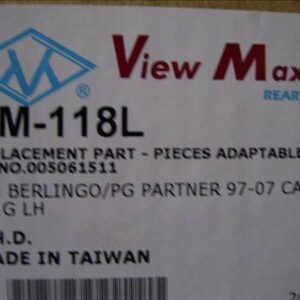 View Max
®
REAR
M-118L
LACEMENT PART - PIECES ADAPTABLE
NO.005061511
BERLINGO/PG PARTNER 97-07 CA
G LH
H.D.
ADE IN TAIWAN